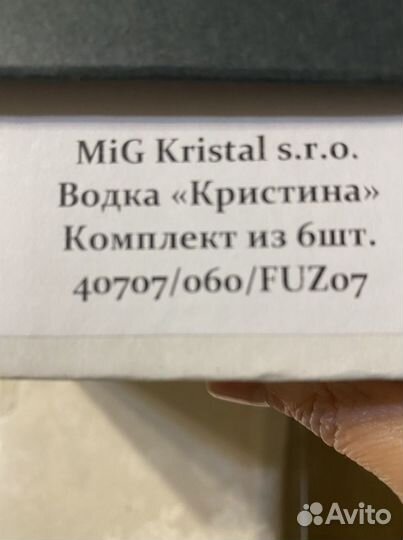 MiG Kristal s.r.o.
Водка «Кристина»
Комплект из 6шт.
40707/060/FUZ07
Avito